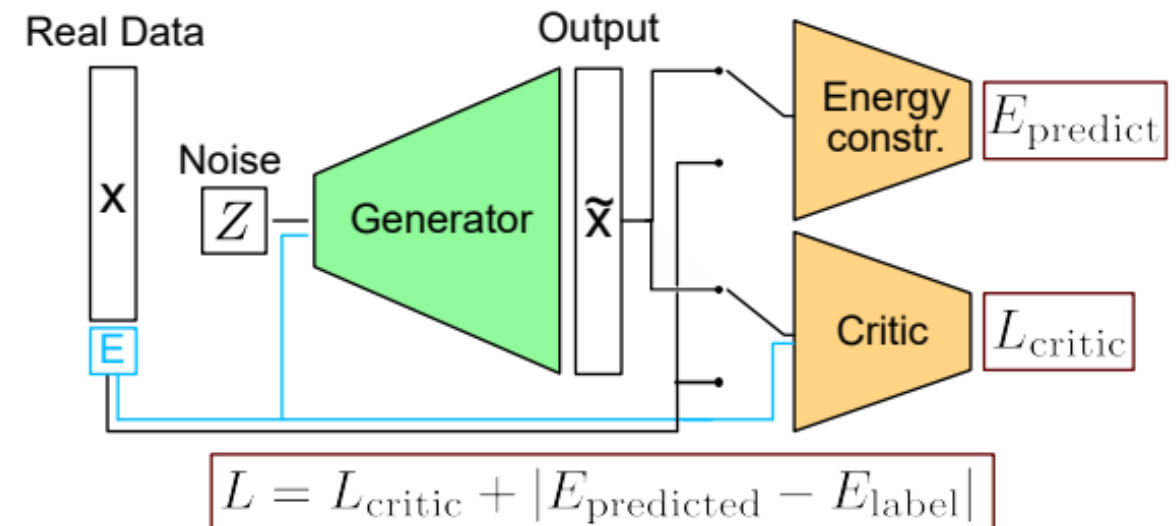 Real Data
Output
x
E
Noise
Z
Generator
x̃
Energy
constr.
E_predict
Critic
L_critic
L = L_critic + |E_predicted − E_label|